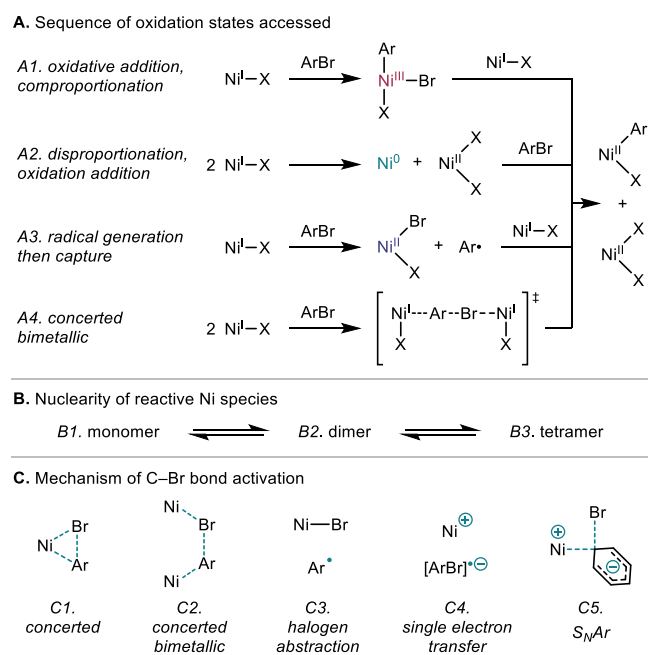 A. Sequence of oxidation states accessed
Ar
A1. oxidative addition,
comproportionation
Ni^I–X
ArBr
Ni^III–Br
X
Ni^I–X
A2. disproportionation,
oxidation addition
2 Ni^I–X
Ni^0 + Ni^II
X
X
ArBr
Ni^II
Ar
X
+
Ni^II
X
X
A3. radical generation
then capture
Ni^I–X
ArBr
Br
Ni^II
X
+ Ar•
Ni^I–X
A4. concerted
bimetallic
2 Ni^I–X
ArBr
Ni^I---Ar--Br--Ni^I
X X
‡
B. Nuclearity of reactive Ni species
B1. monomer B2. dimer B3. tetramer
C. Mechanism of C–Br bond activation
Ni Br Ar
Ni Br Ar Ni
Ni–Br
Ar•
Ni⊕
[ArBr]•⊖
Br
⊕
Ni
⊖
C1.
concerted
C2.
concerted
bimetallic
C3.
halogen
abstraction
C4.
single electron
transfer
C5.
SNAr